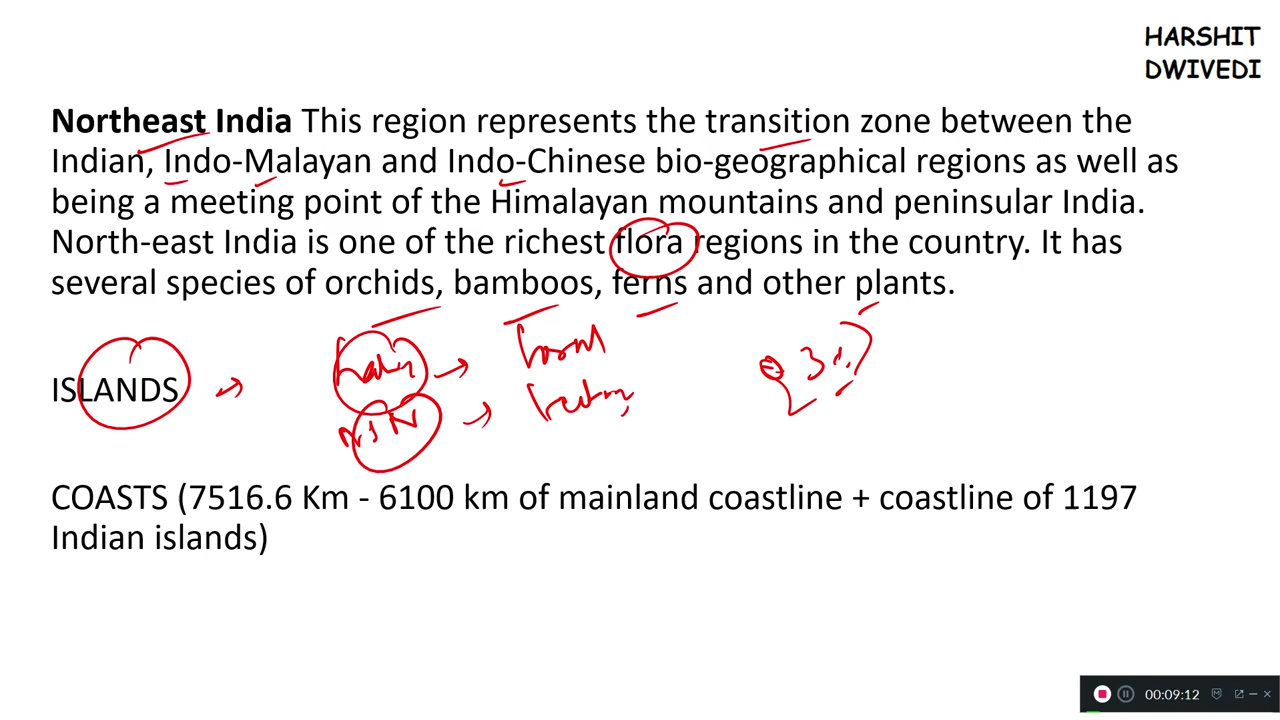 HARSHIT
DWIVEDI
Northeast India This region represents the transition zone between the
Indian, Indo-Malayan and Indo-Chinese bio-geographical regions as well as
being a meeting point of the Himalayan mountains and peninsular India.
North-east India is one of the richest flora regions in the country. It has
several species of orchids, bamboos, ferns and other plants.
ISLANDS
COASTS (7516.6 Km - 6100 km of mainland coastline + coastline of 1197
Indian islands)
00:09:12